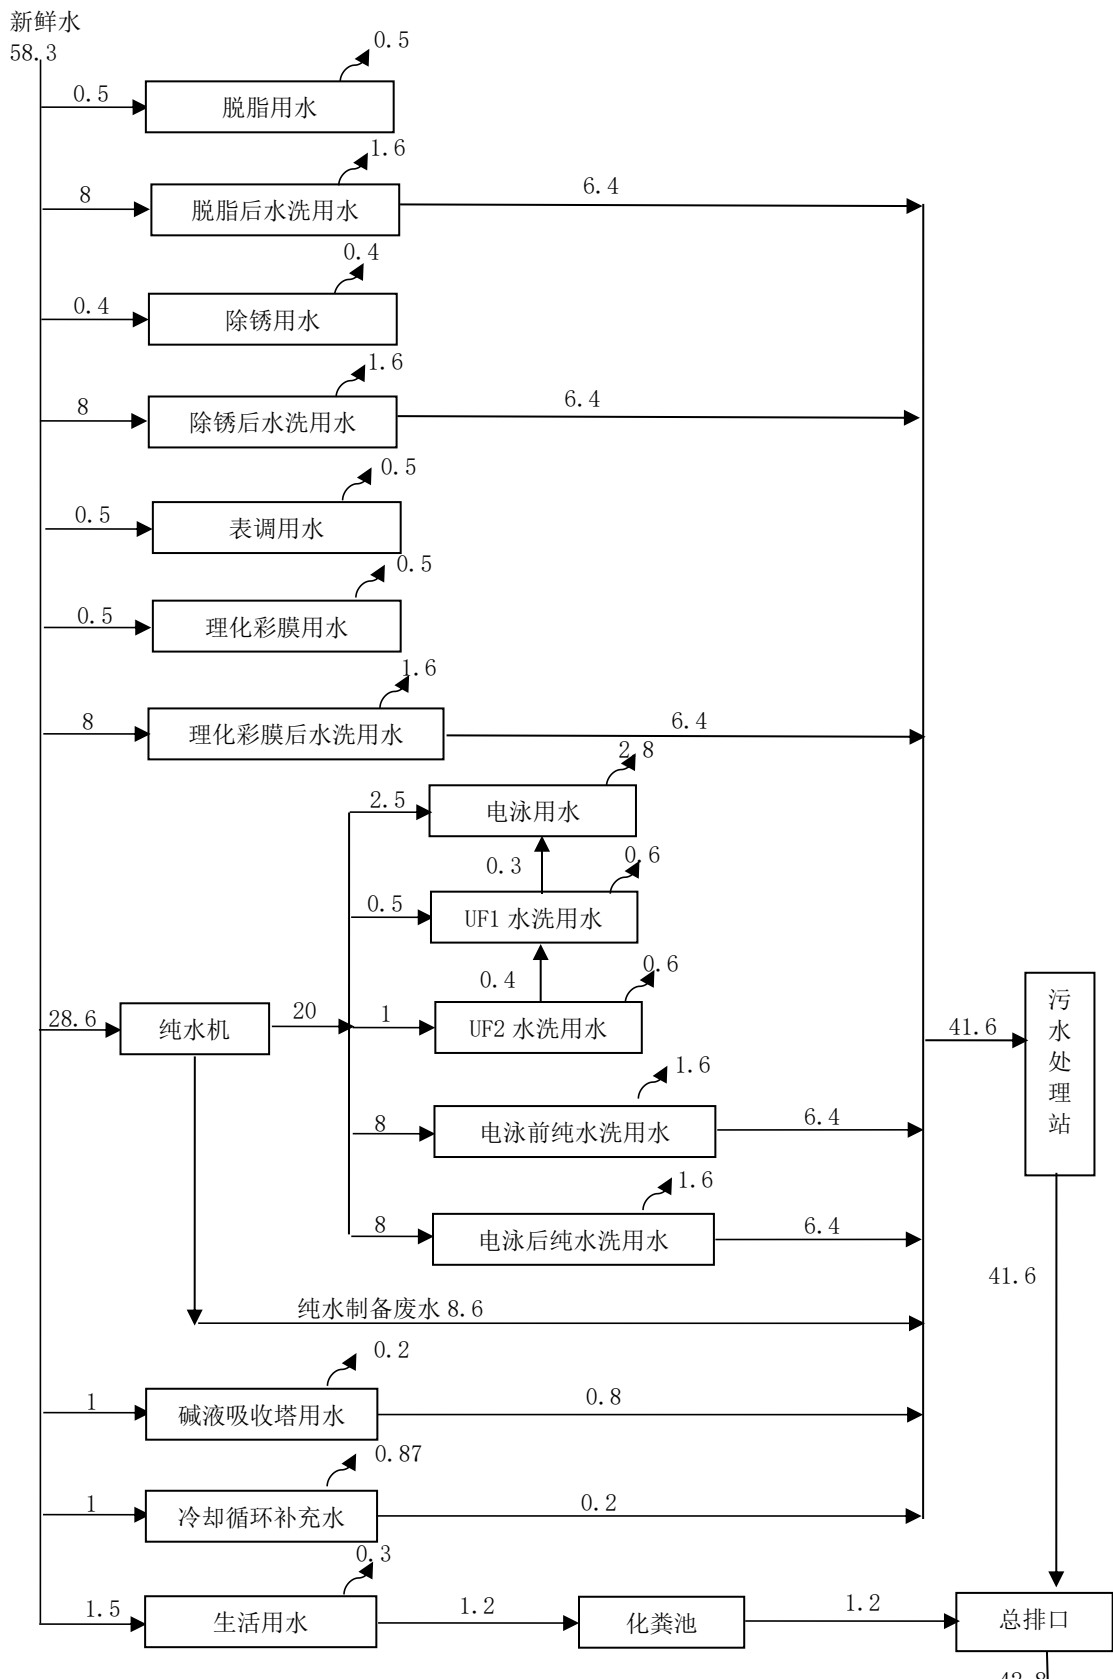 新鲜水
58.3
0.5
0.5
脱脂用水
1.6
8
6.4
脱脂后水洗用水
0.4
0.4
除锈用水
1.6
8
6.4
除锈后水洗用水
0.5
0.5
表调用水
0.5
0.5
理化彩膜用水
1.6
8
6.4
理化彩膜后水洗用水
2.8
2.5
电泳用水
0.3
0.6
0.5
UF1 水洗用水
0.4
0.6
28.6
纯水机
20
1
UF2 水洗用水
41.6
污水处理站
1.6
8
6.4
电泳前纯水洗用水
1.6
8
6.4
电泳后纯水洗用水
41.6
纯水制备废水 8.6
0.2
1
0.8
碱液吸收塔用水
0.87
1
0.2
冷却循环补充水
0.3
1.5
生活用水
1.2
化粪池
1.2
总排口